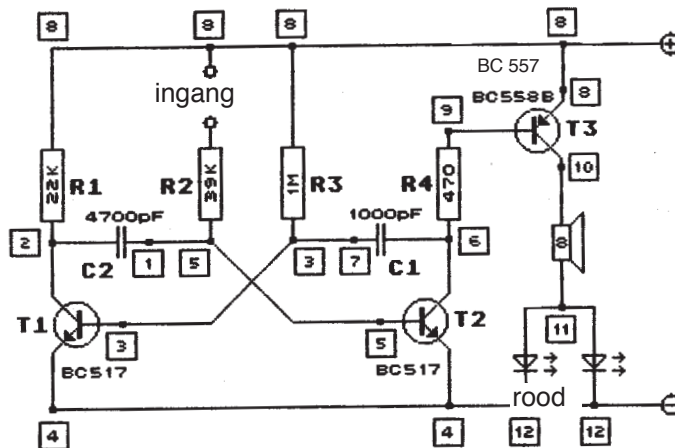 8 8 8 8
BC 557
ingang
9
BC558B
8
T3
10
R1 22K
R2 39K
R3 1M
R4 470
4700pF
1000pF
2
C2 1 5
3 7 C1
6
8
T1
3
5
T2
11
BC517
BC517
rood
4 4 12 12